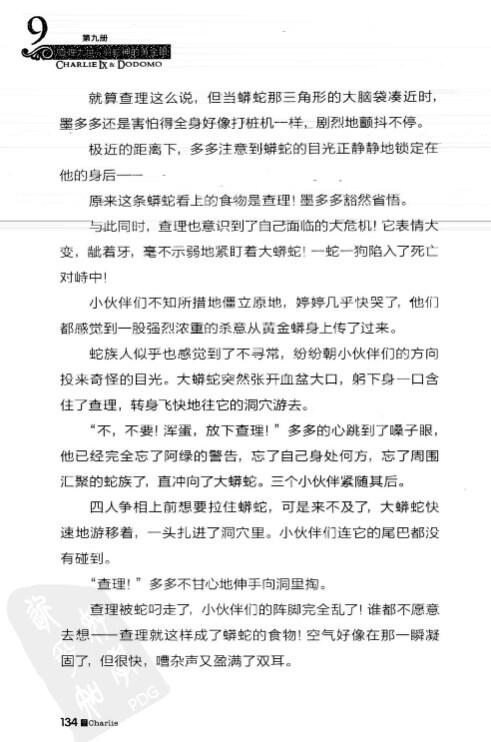 9
第九册
CHARLIE IX & DODOMO
就算查理这么说，但当蟒蛇那三角形的大脑袋凑近时，
墨多多还是害怕得全身好像打桩机一样，剧烈地颤抖不停。
极近的距离下，多多注意到蟒蛇的目光正静静地锁定在
他的身后——
原来这条蟒蛇看上的食物是查理！墨多多豁然省悟。
与此同时，查理也意识到了自己面临的大危机！它表情大
变，龇着牙，毫不示弱地紧盯着大蟒蛇！一蛇一狗陷入了死亡
对峙中！
小伙伴们不知所措地僵立原地，婷婷几乎快哭了，他们
都感觉到一股强烈浓重的杀意从黄金蟒身上传了过来。
蛇族人似乎也感觉到了不寻常，纷纷朝小伙伴们的方向
投来奇怪的目光。大蟒蛇突然张开血盆大口，躬下身一口含
住了查理，转身飞快地往它的洞穴游去。
“不，不要！浑蛋，放下查理！”多多的心跳到了嗓子眼，
他已经完全忘了阿绿的警告，忘了自己身处何方，忘了周围
汇聚的蛇族了，直冲向了大蟒蛇。三个小伙伴紧随其后。
四人争相上前想要拉住蟒蛇，可是来不及了，大蟒蛇快
速地游移着，一头扎进了洞穴里。小伙伴们连它的尾巴都没
有碰到。
“查理！”多多不甘心地伸手向洞里掏。
查理被蛇叼走了，小伙伴们的阵脚完全乱了！谁都不愿意
去想——查理就这样成了蟒蛇的食物！空气好像在那一瞬凝
固了，但很快，嘈杂声又盈满了双耳。
PDG
134 Charlie